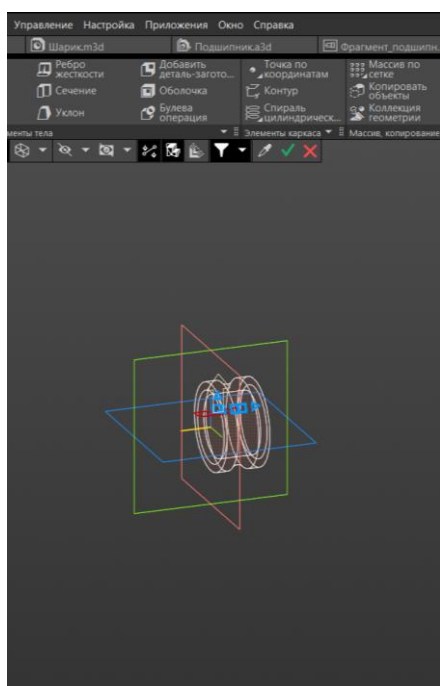 Управление Настройка Приложения Окно Справка
Шарик.m3d Подшипник.a3d Фрагмент_подшипн.
Ребро жесткости
Добавить деталь-загото...
Точка по координатам
Массив по сетке
Сечение
Оболочка
Контур
Копировать объекты
Уклон
Булева операция
Спираль цилиндрическ...
Коллекция геометрии
менты тела
Элементы каркаса
Массив, копирование